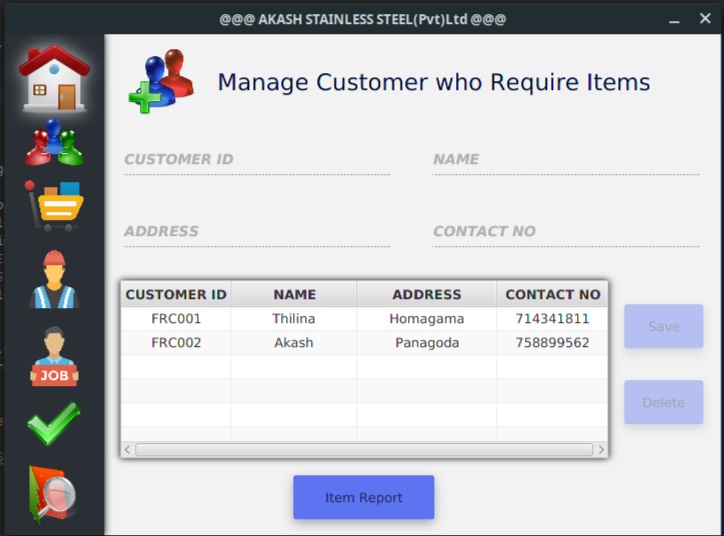 @@@ AKASH STAINLESS STEEL(Pvt)Ltd @@@
Manage Customer who Require Items
CUSTOMER ID NAME
ADDRESS CONTACT NO
CUSTOMER ID NAME ADDRESS CONTACT NO
FRC001 Thilina Homagama 714341811
FRC002 Akash Panagoda 758899562
Save
Delete
JOB
Item Report